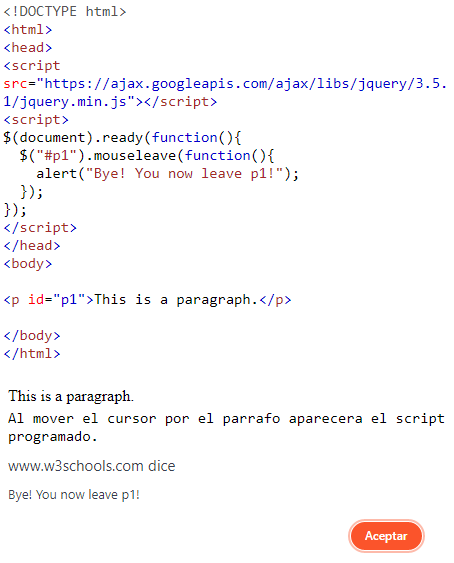 <!DOCTYPE html>
<html>
<head>
<script
src="https://ajax.googleapis.com/ajax/libs/jquery/3.5.
1/jquery.min.js"></script>
<script>
$(document).ready(function(){
  $("#p1").mouseleave(function(){
    alert("Bye! You now leave p1!");
  });
});
</script>
</head>
<body>

<p id="p1">This is a paragraph.</p>

</body>
</html>

This is a paragraph.
Al mover el cursor por el parrafo aparecera el script
programado.
www.w3schools.com dice
Bye! You now leave p1!
Aceptar